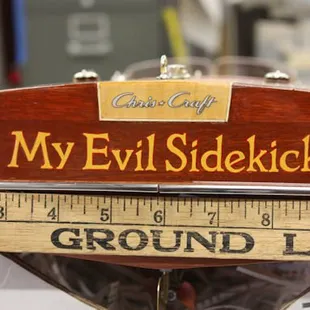 Chris-Craft
My Evil Sidekick
3 4 5 6 7 8
GROUND L